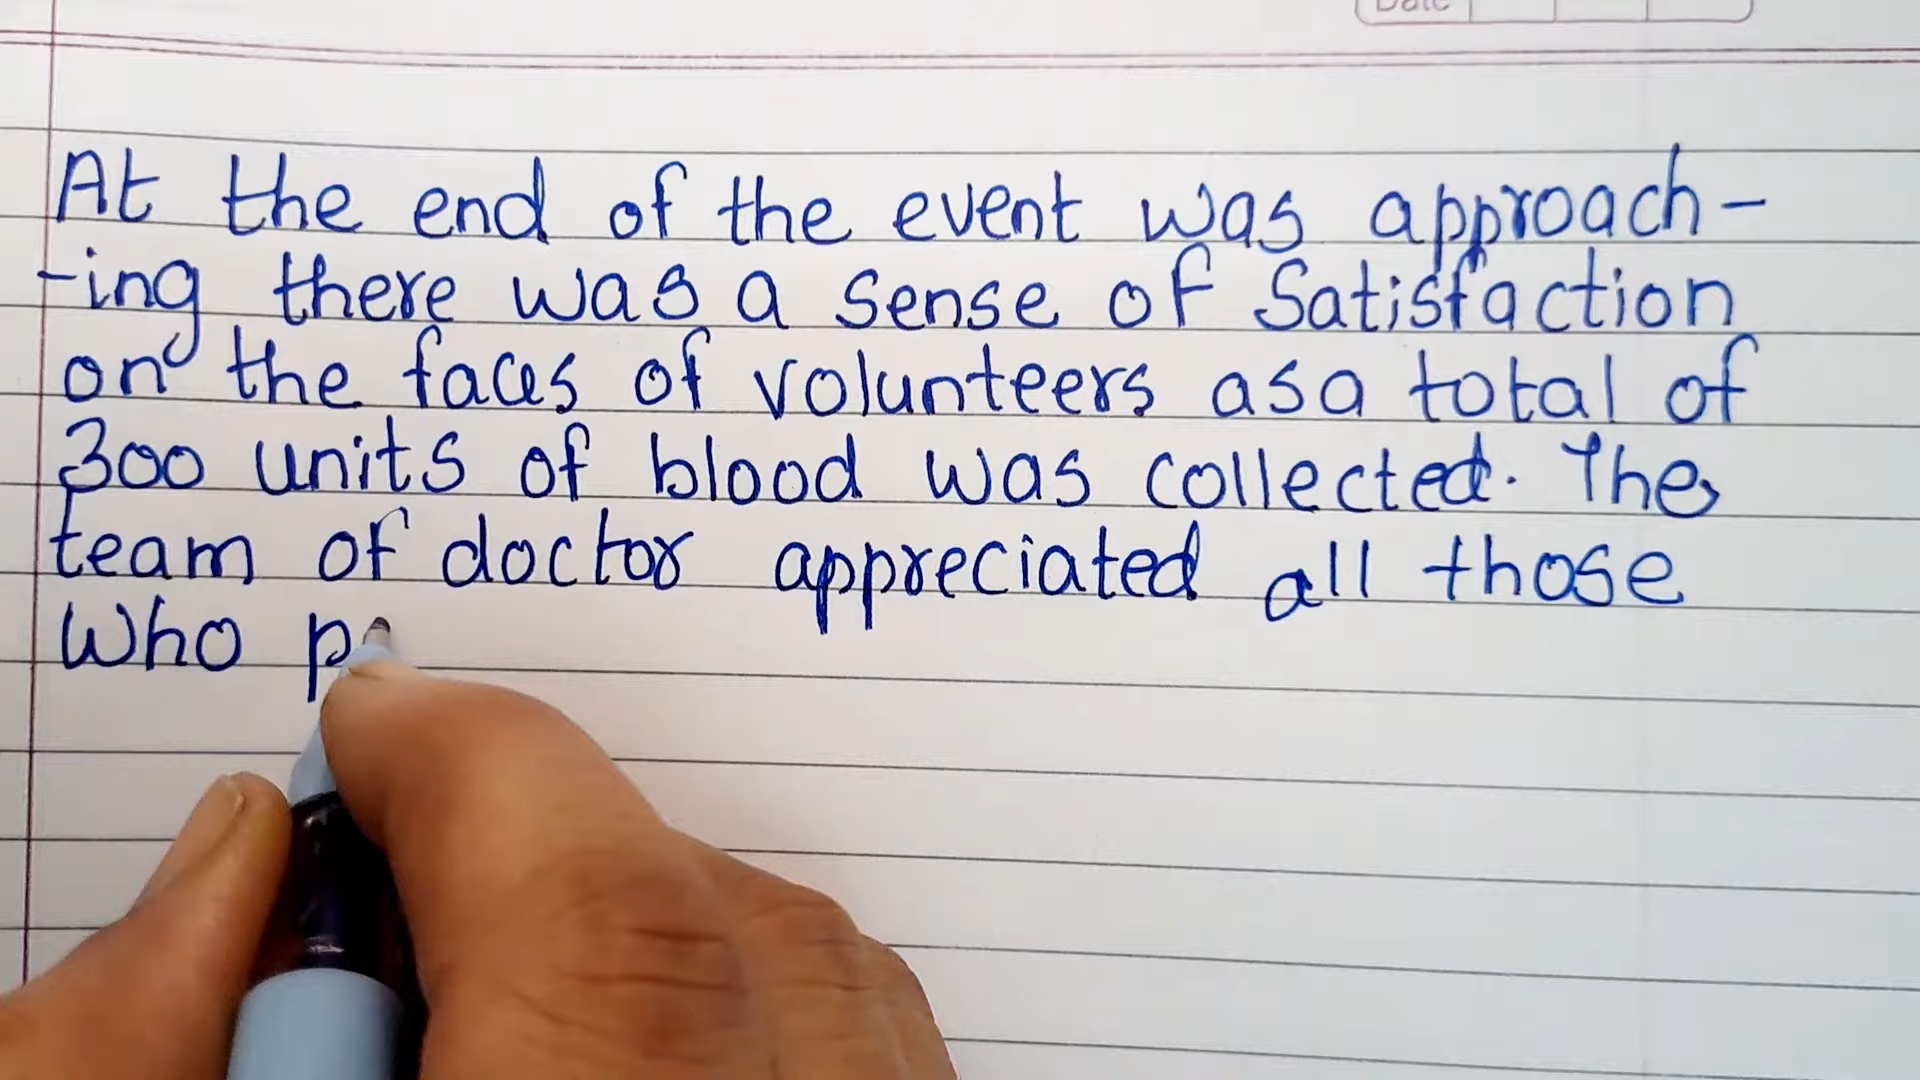 Date
At the end of the event was approach-
-ing there was a sense of Satisfaction
on the faces of volunteers as a total of
300 units of blood was collected. The
team of doctor appreciated all those
Who p